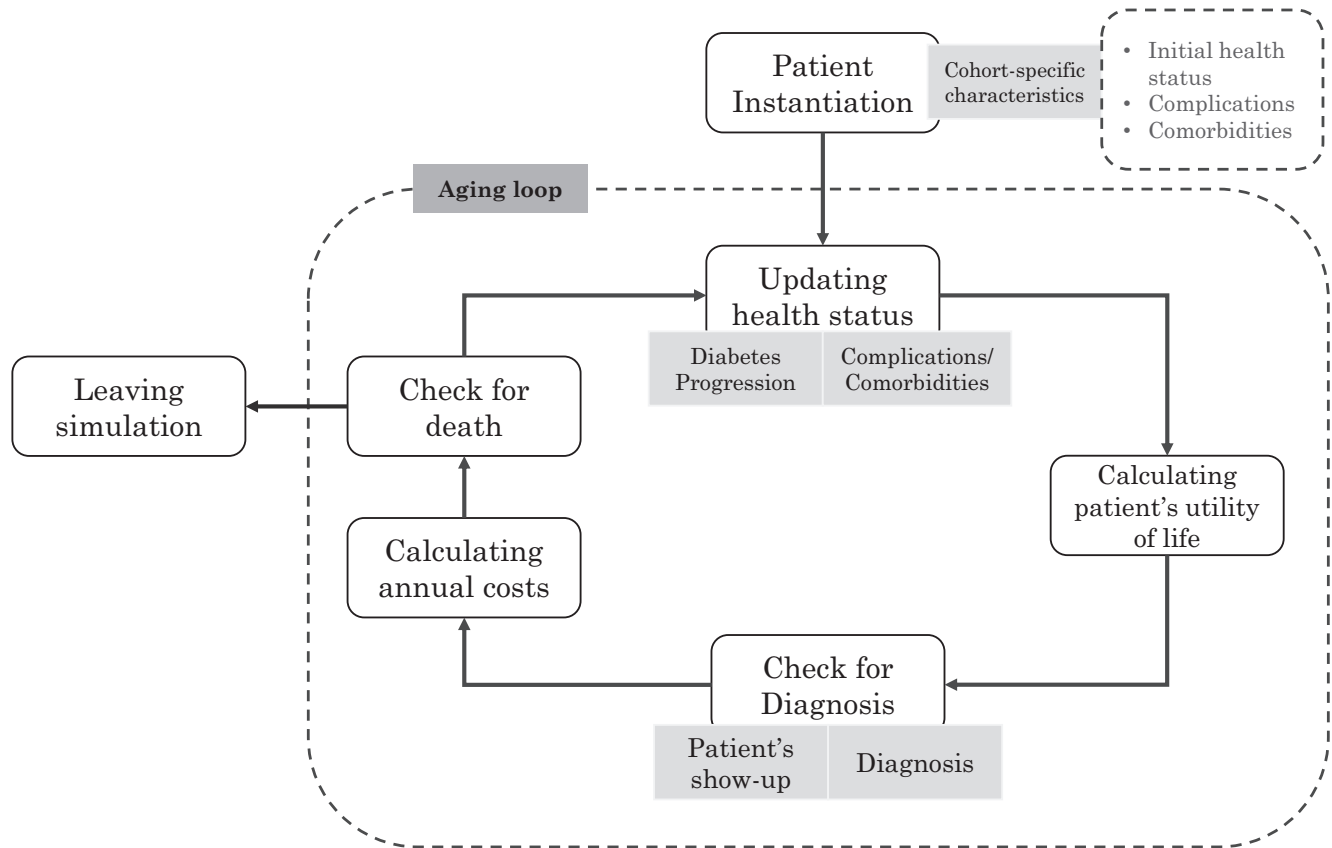 Patient
Instantiation
Cohort-specific
characteristics
• Initial health
status
• Complications
• Comorbidities
Aging loop
Updating
health status
Diabetes
Progression
Complications/
Comorbidities
Leaving
simulation
Check for
death
Calculating
patient's utility
of life
Calculating
annual costs
Check for
Diagnosis
Patient's
show-up
Diagnosis